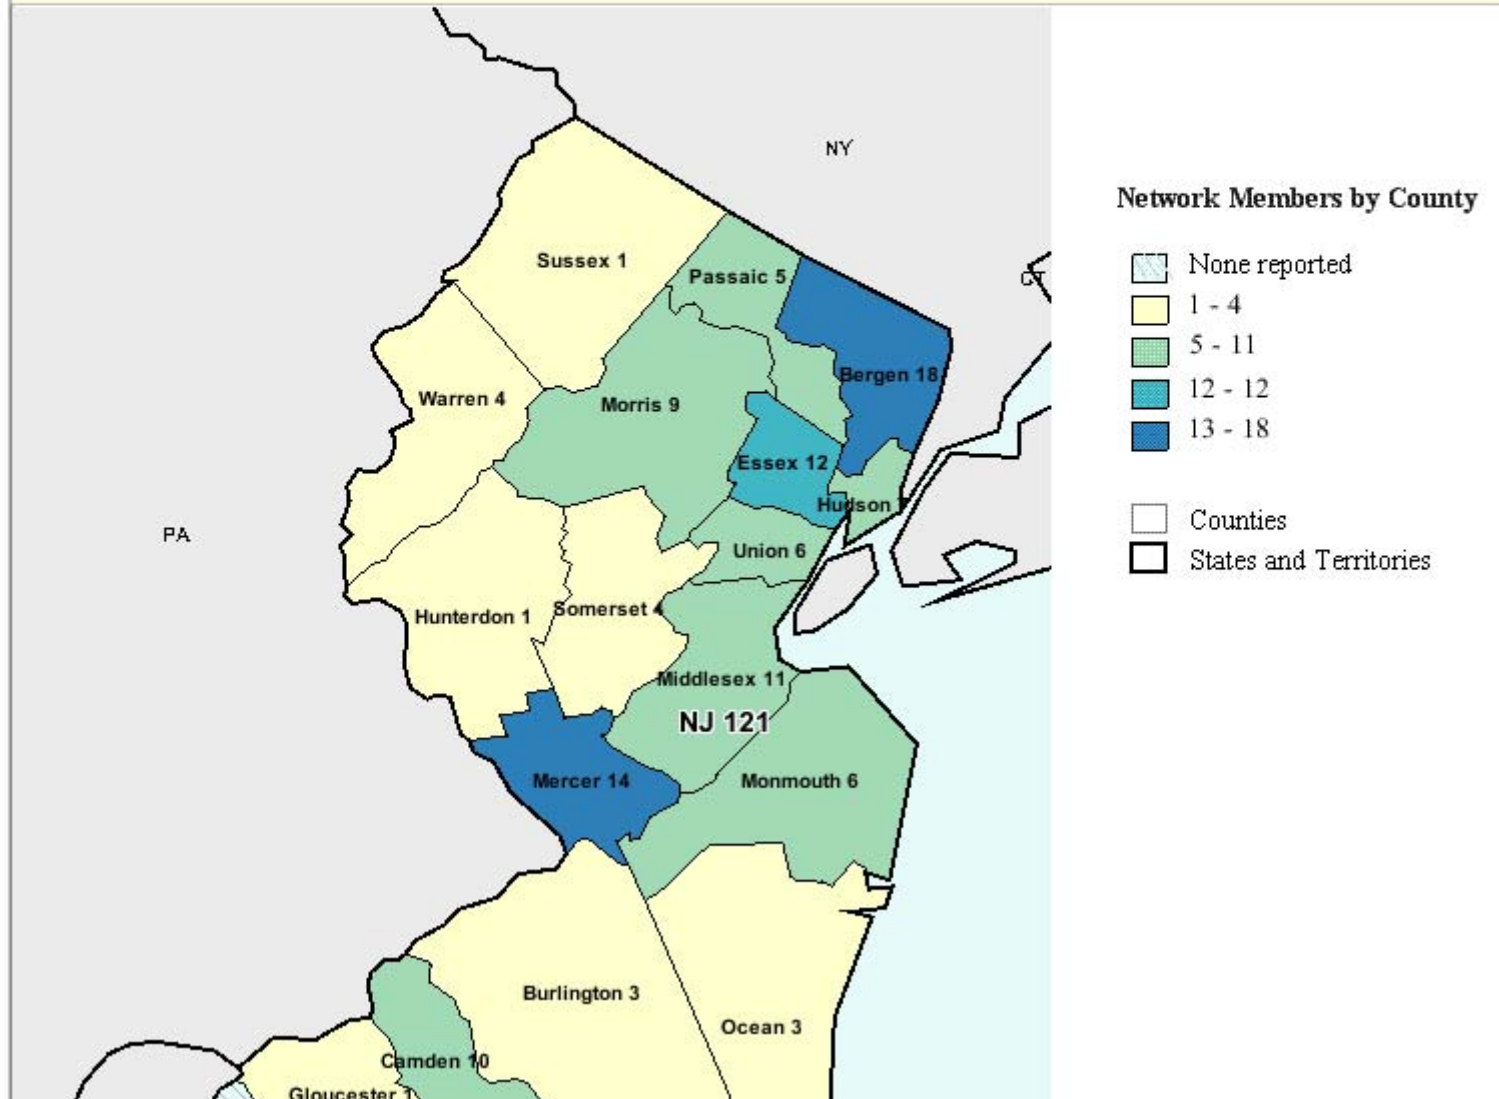 NY
Network Members by County
Sussex 1
Passaic 5
CT
None reported
1 - 4
5 - 11
12 - 12
13 - 18
Bergen 18
Warren 4
Morris 9
Essex 12
Hudson
PA
Union 6
Counties
States and Territories
Hunterdon 1
Somerset 4
Middlesex 11
NJ 121
Mercer 14
Monmouth 6
Burlington 3
Ocean 3
Camden 10
Gloucester 1